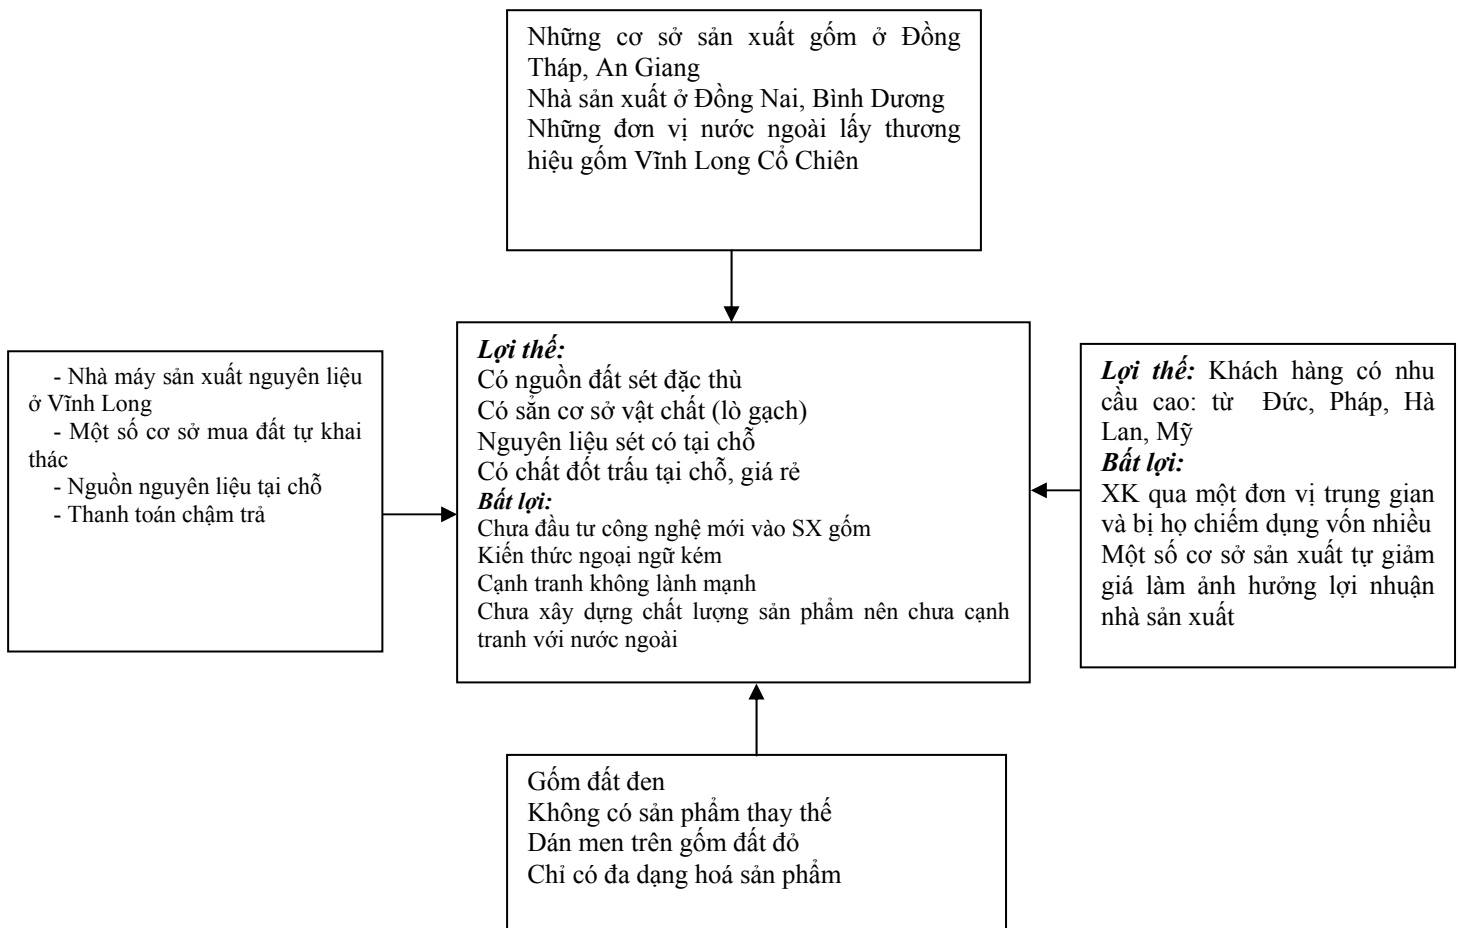 Những cơ sở sản xuất gốm ở Đồng
Tháp, An Giang
Nhà sản xuất ở Đồng Nai, Bình Dương
Những đơn vị nước ngoài lấy thương
hiệu gốm Vĩnh Long Cổ Chiên
- Nhà máy sản xuất nguyên liệu
ở Vĩnh Long
- Một số cơ sở mua đất tự khai
thác
- Nguồn nguyên liệu tại chỗ
- Thanh toán chậm trả
Lợi thế:
Có nguồn đất sét đặc thù
Có sẵn cơ sở vật chất (lò gạch)
Nguyên liệu sét có tại chỗ
Có chất đốt trấu tại chỗ, giá rẻ
Bất lợi:
Chưa đầu tư công nghệ mới vào SX gốm
Kiến thức ngoại ngữ kém
Cạnh tranh không lành mạnh
Chưa xây dựng chất lượng sản phẩm nên chưa cạnh
tranh với nước ngoài
Lợi thế: Khách hàng có nhu
cầu cao: từ Đức, Pháp, Hà
Lan, Mỹ
Bất lợi:
XK qua một đơn vị trung gian
và bị họ chiếm dụng vốn nhiều
Một số cơ sở sản xuất tự giảm
giá làm ảnh hưởng lợi nhuận
nhà sản xuất
Gốm đất đen
Không có sản phẩm thay thế
Dán men trên gốm đất đỏ
Chỉ có đa dạng hoá sản phẩm